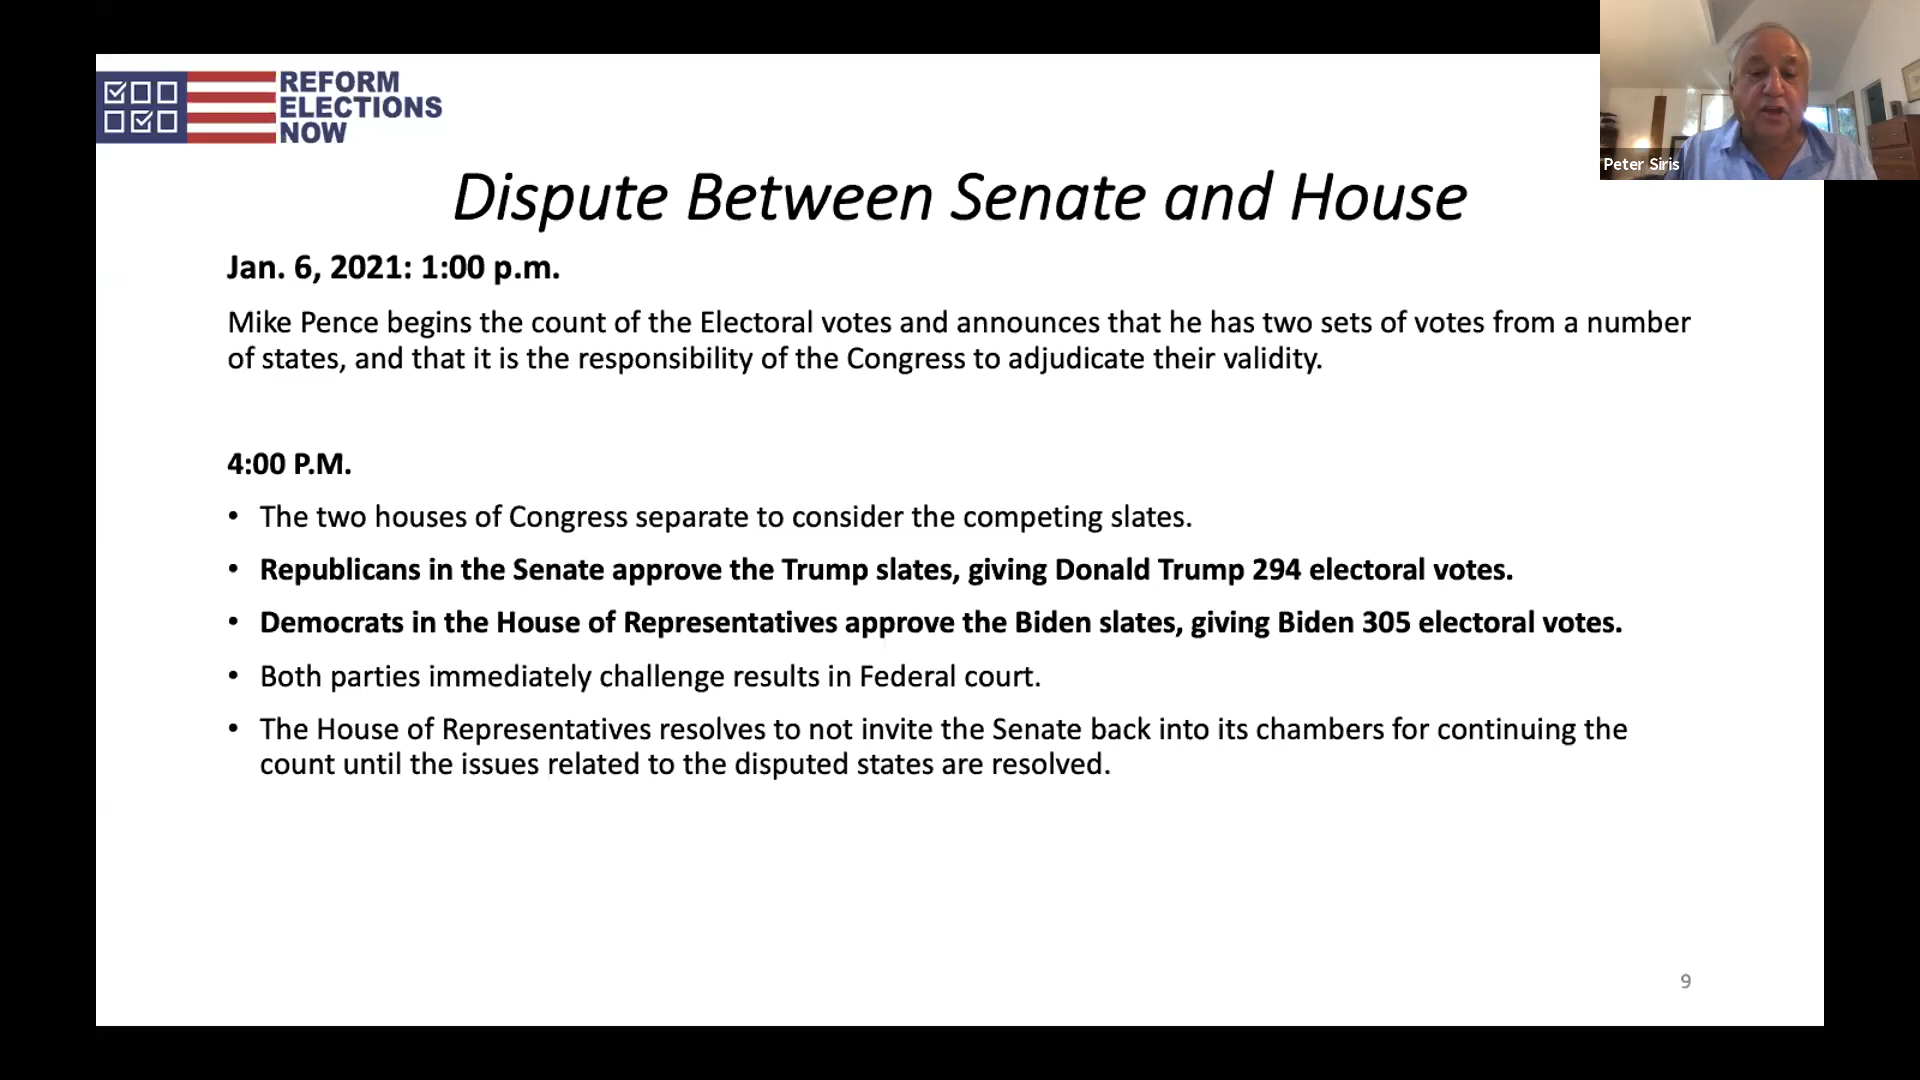 REFORM
ELECTIONS
NOW
Peter Siris
Dispute Between Senate and House
Jan. 6, 2021: 1:00 p.m.
Mike Pence begins the count of the Electoral votes and announces that he has two sets of votes from a number
of states, and that it is the responsibility of the Congress to adjudicate their validity.
4:00 P.M.
• The two houses of Congress separate to consider the competing slates.
• Republicans in the Senate approve the Trump slates, giving Donald Trump 294 electoral votes.
• Democrats in the House of Representatives approve the Biden slates, giving Biden 305 electoral votes.
• Both parties immediately challenge results in Federal court.
• The House of Representatives resolves to not invite the Senate back into its chambers for continuing the
count until the issues related to the disputed states are resolved.
9